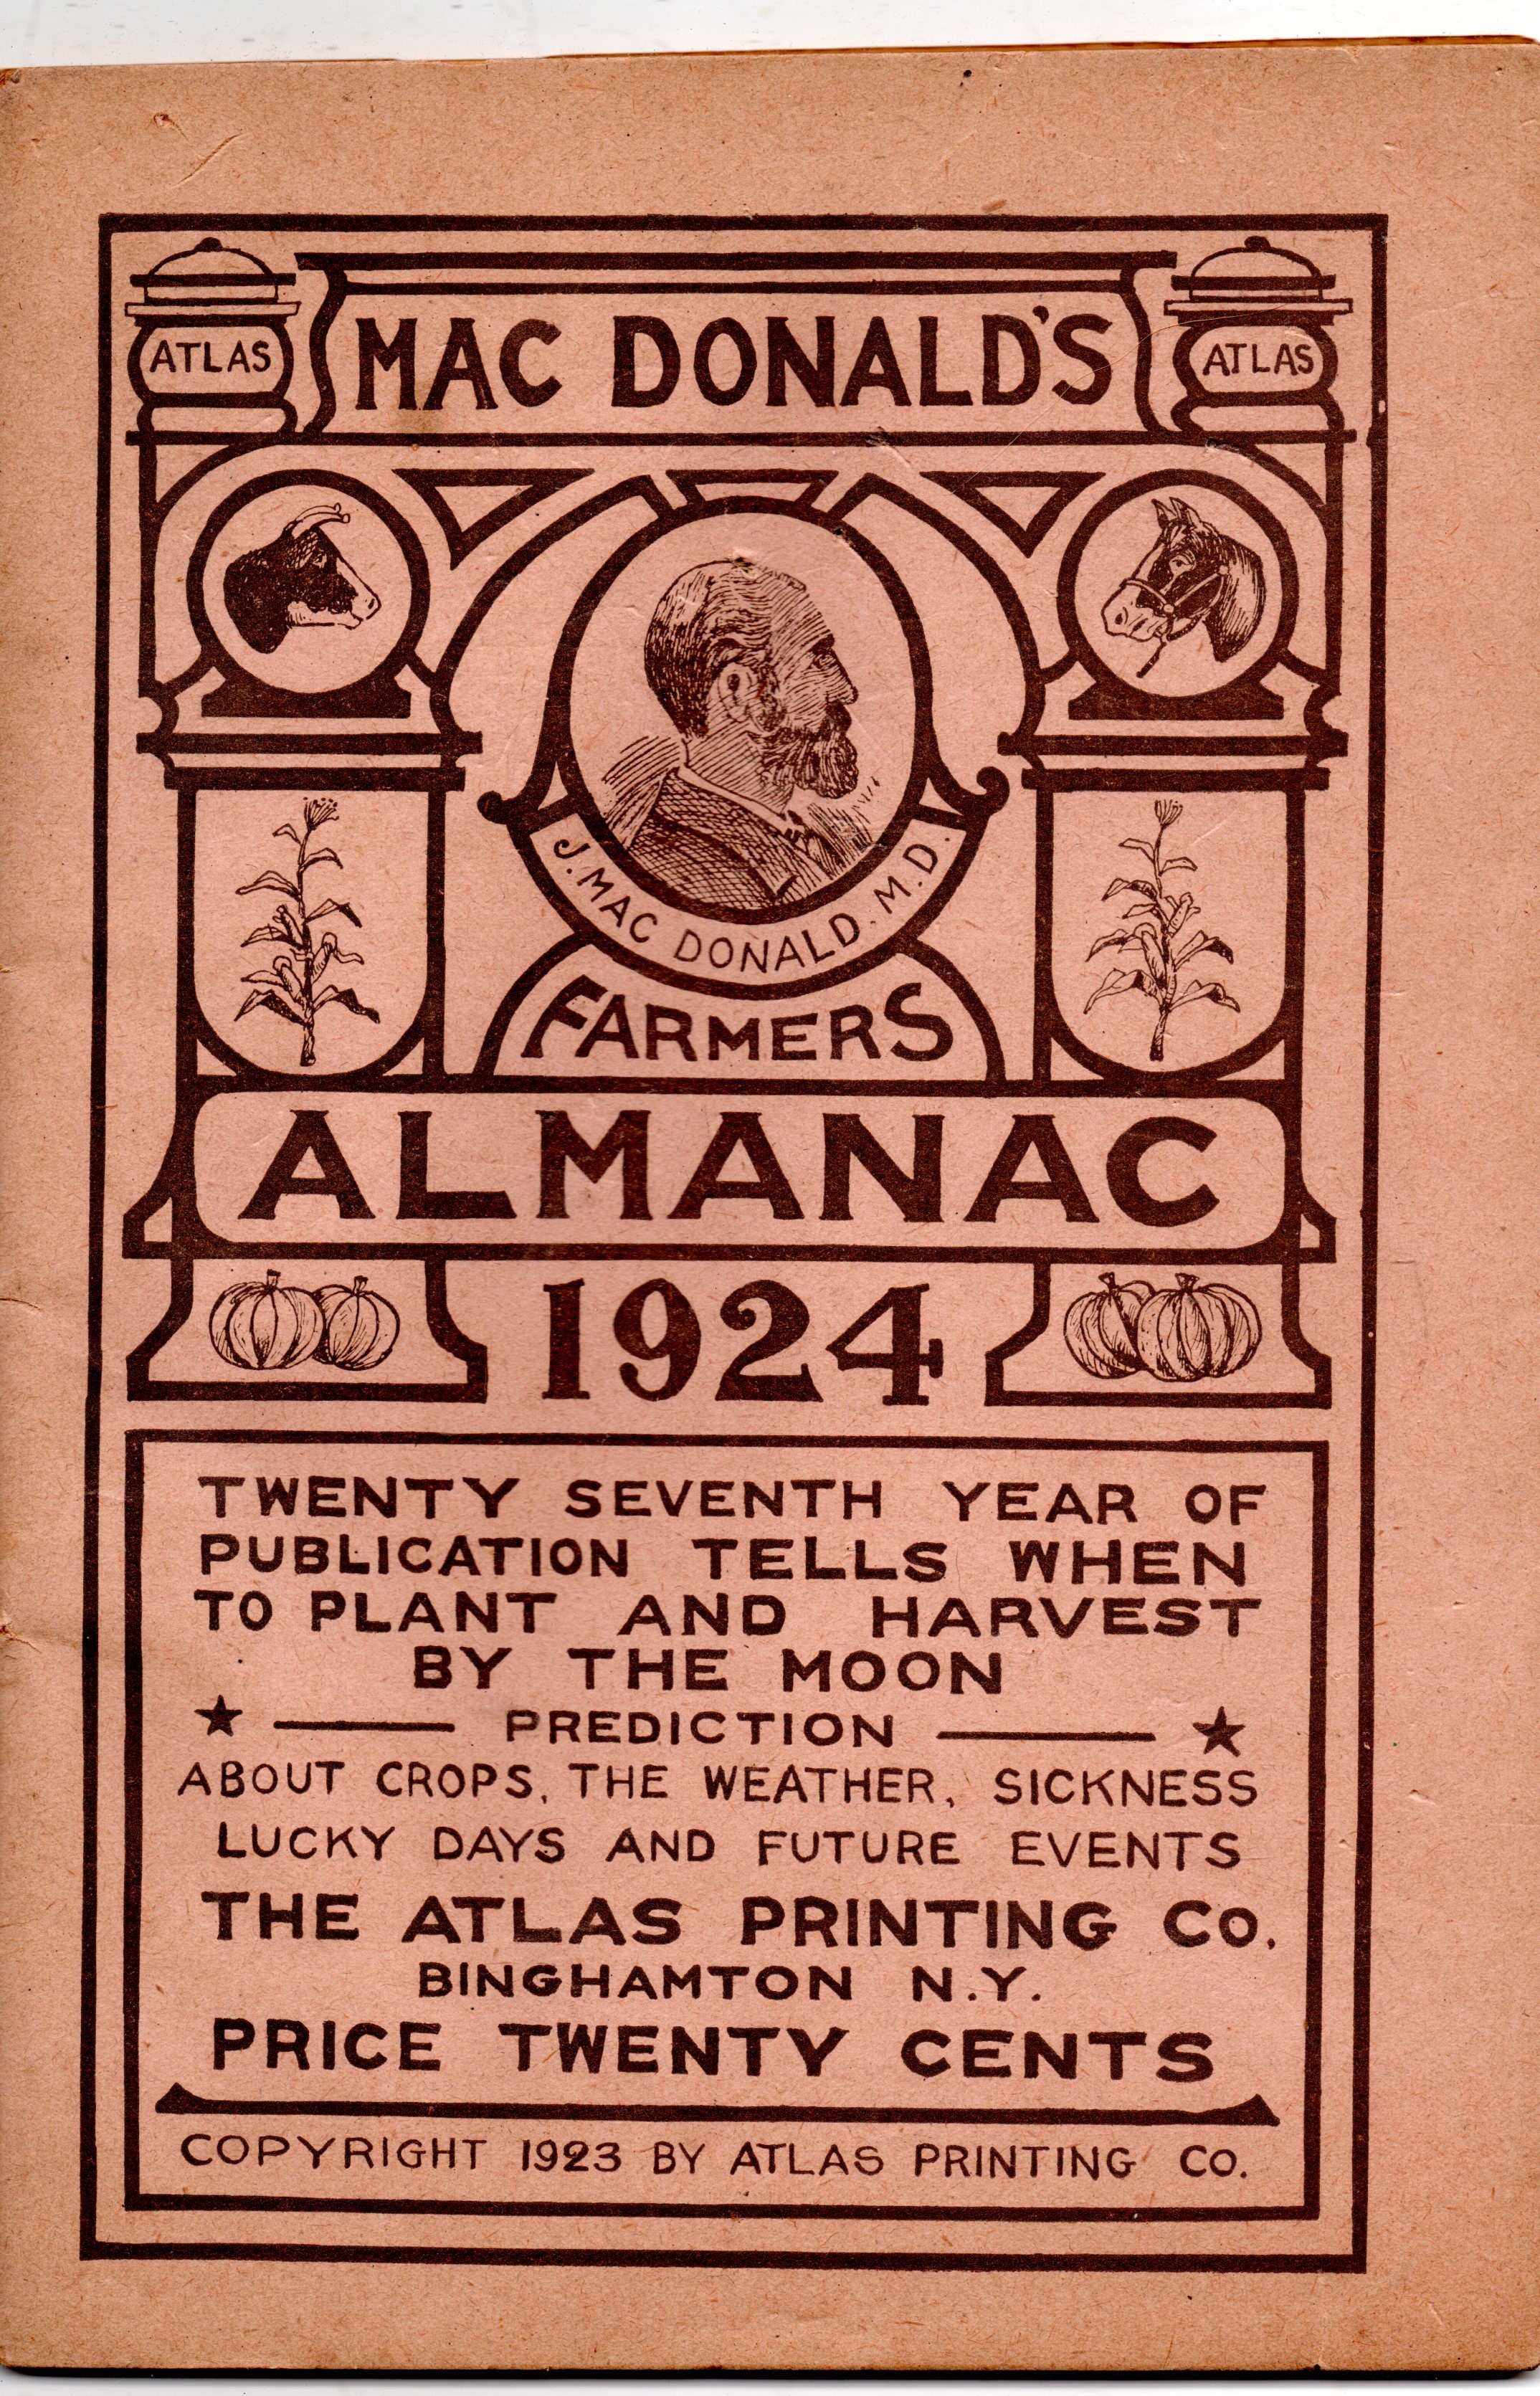 ATLAS
MAC DONALD'S
ATLAS
J. MAC DONALD. M.D.
FARMERS
ALMANAC
1924
TWENTY SEVENTH YEAR OF
PUBLICATION TELLS WHEN
TO PLANT AND HARVEST
BY THE MOON
★ —— PREDICTION —— ★
ABOUT CROPS, THE WEATHER, SICKNESS
LUCKY DAYS AND FUTURE EVENTS
THE ATLAS PRINTING CO.
BINGHAMTON N.Y.
PRICE TWENTY CENTS
COPYRIGHT 1923 BY ATLAS PRINTING CO.